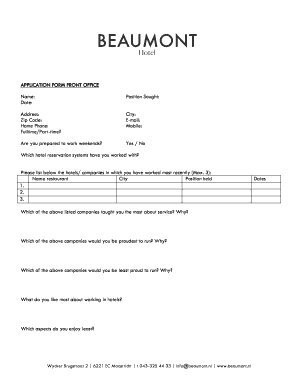 BEAUMONT
Hotel
APPLICATION FORM FRONT OFFICE
Name: Position Sought:
Date:
Address: City:
Zip Code: E-mail:
Home Phone: Mobile:
Fulltime/Part-time?
Are you prepared to work weekends? Yes / No
Which hotel reservation systems have you worked with?
Please list below the hotels/ companies in which you have worked most recently (max. 3):
Name restaurant City Position held Dates
1.
2.
3.
Which of the above listed companies taught you the most about service? Why?
Which of the above companies would you be proudest to run? Why?
Which of the above companies would you be least proud to run? Why?
What do you like most about working in hotels?
Which aspects do you enjoy least?
Wycker Brugstraat 2 | 6221 EC Maastricht | t 043-325 44 33 | info@beaumont.nl | www.beaumont.nl